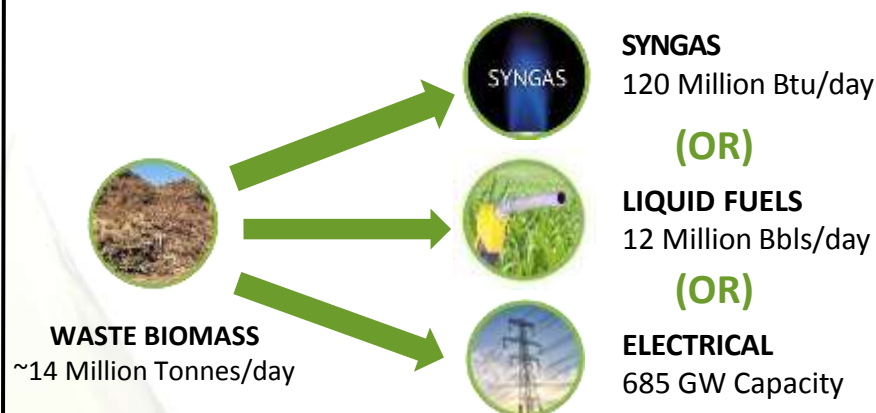 SYNGAS
SYNGAS
120 Million Btu/day
(OR)
LIQUID FUELS
12 Million Bbls/day
(OR)
WASTE BIOMASS
~14 Million Tonnes/day
ELECTRICAL
685 GW Capacity